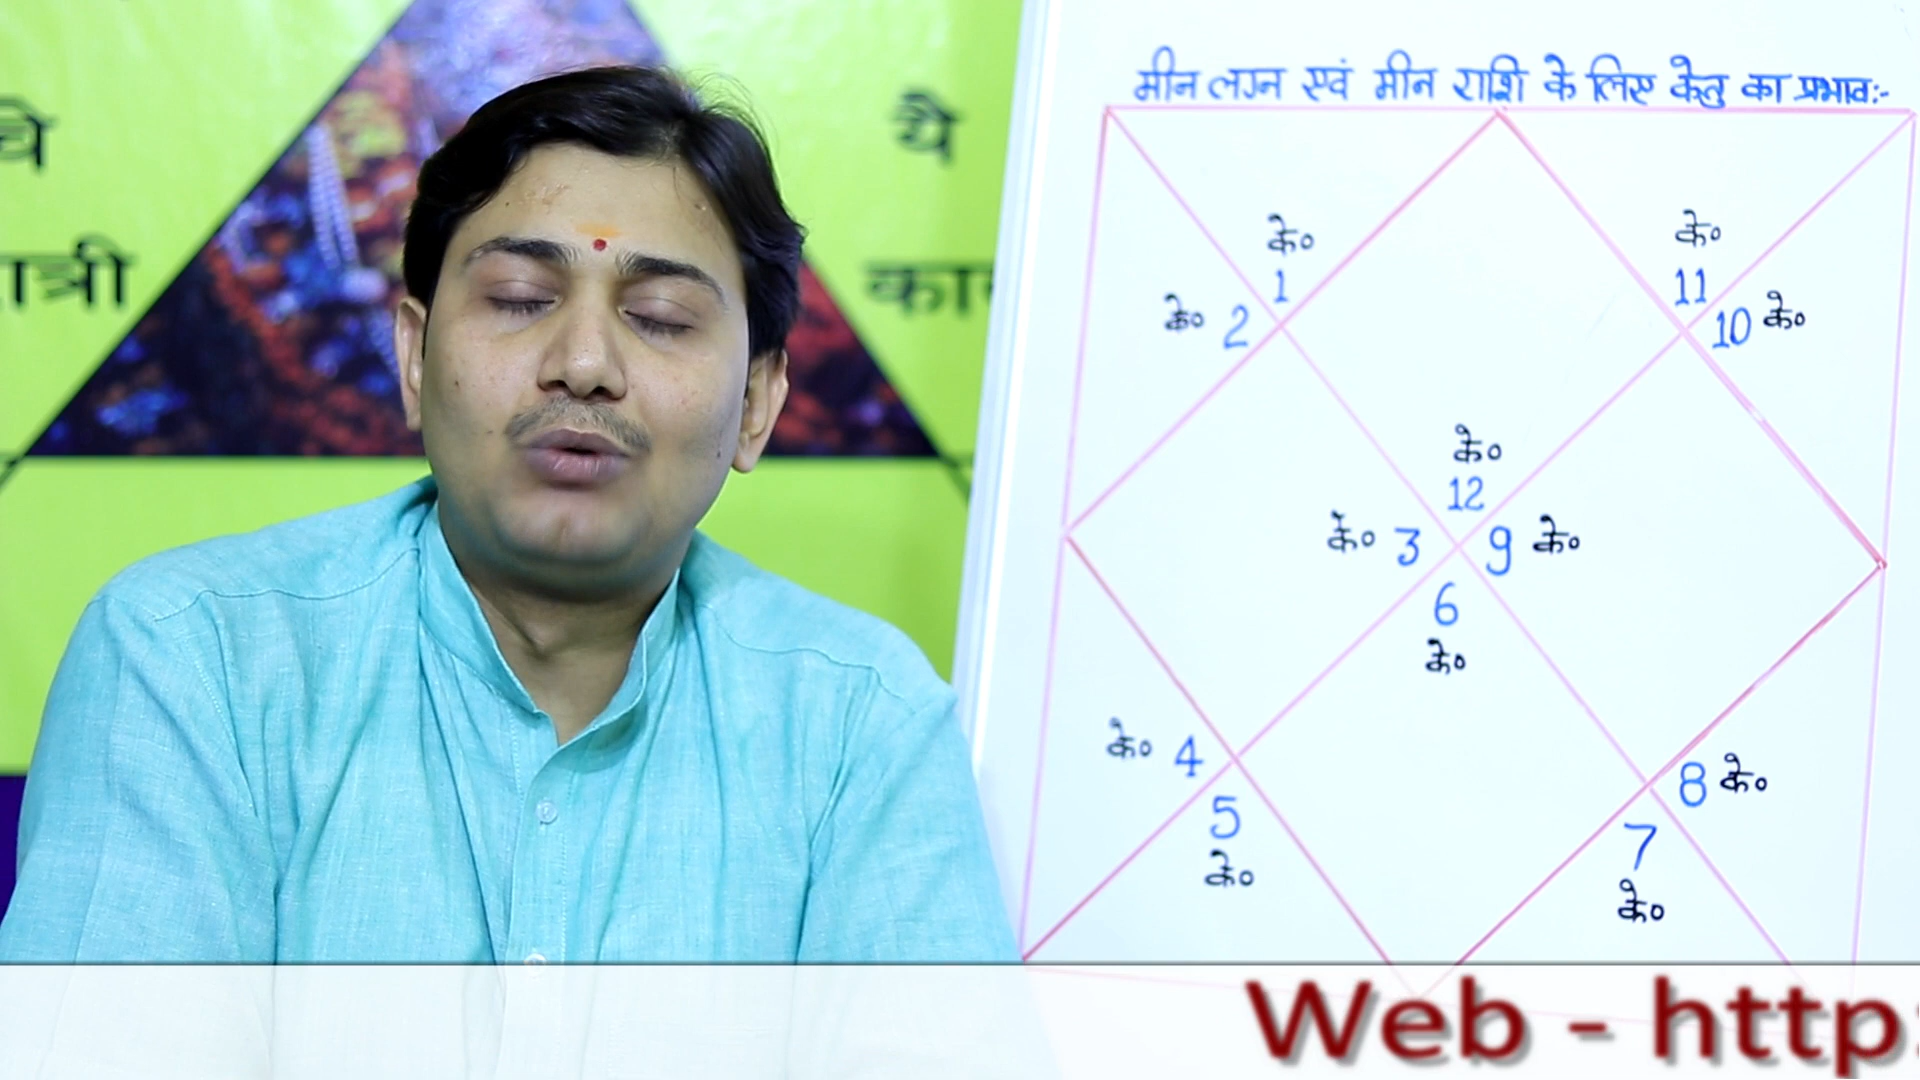 मीन लग्न एवं मीन राशि के लिए केतु का प्रभावः-
यै
के०
1
के० 2
के०
11
10 के०
के०
12
के० 3
9 के०
6
के०
के० 4
5
के०
8 के०
7
के०
Web - http: